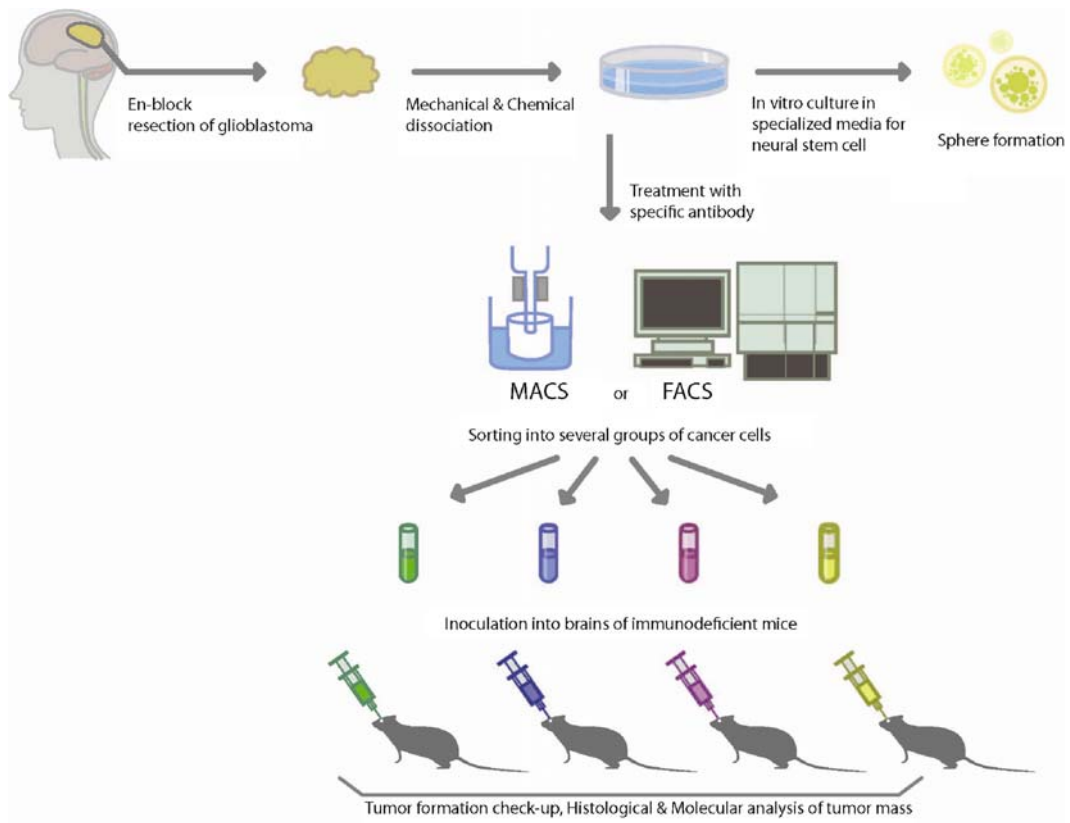 En-block
resection of glioblastoma
Mechanical & Chemical
dissociation
In vitro culture in
specialized media for
neural stem cell
Sphere formation
Treatment with
specific antibody
MACS or FACS
Sorting into several groups of cancer cells
Inoculation into brains of immunodeficient mice
Tumor formation check-up, Histological & Molecular analysis of tumor mass